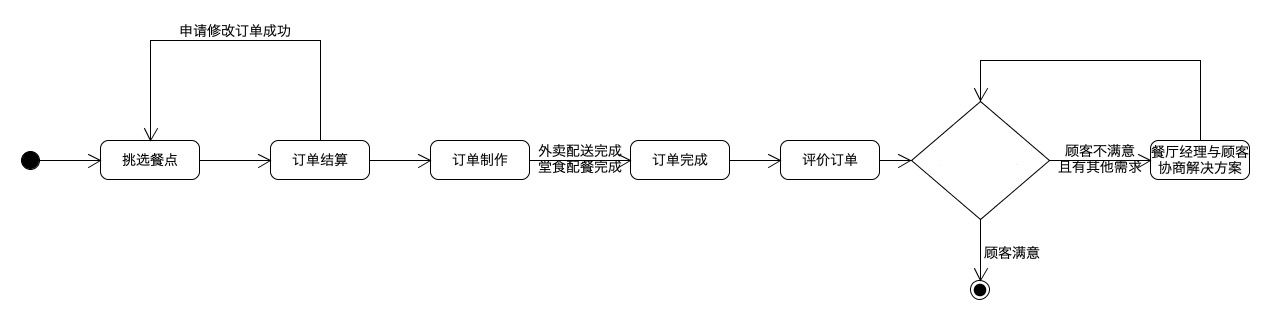 申请修改订单成功
挑选餐点
订单结算
订单制作
外卖配送完成
堂食配餐完成
订单完成
评价订单
顾客不满意
且有其他需求
餐厅经理与顾客
协商解决方案
顾客满意